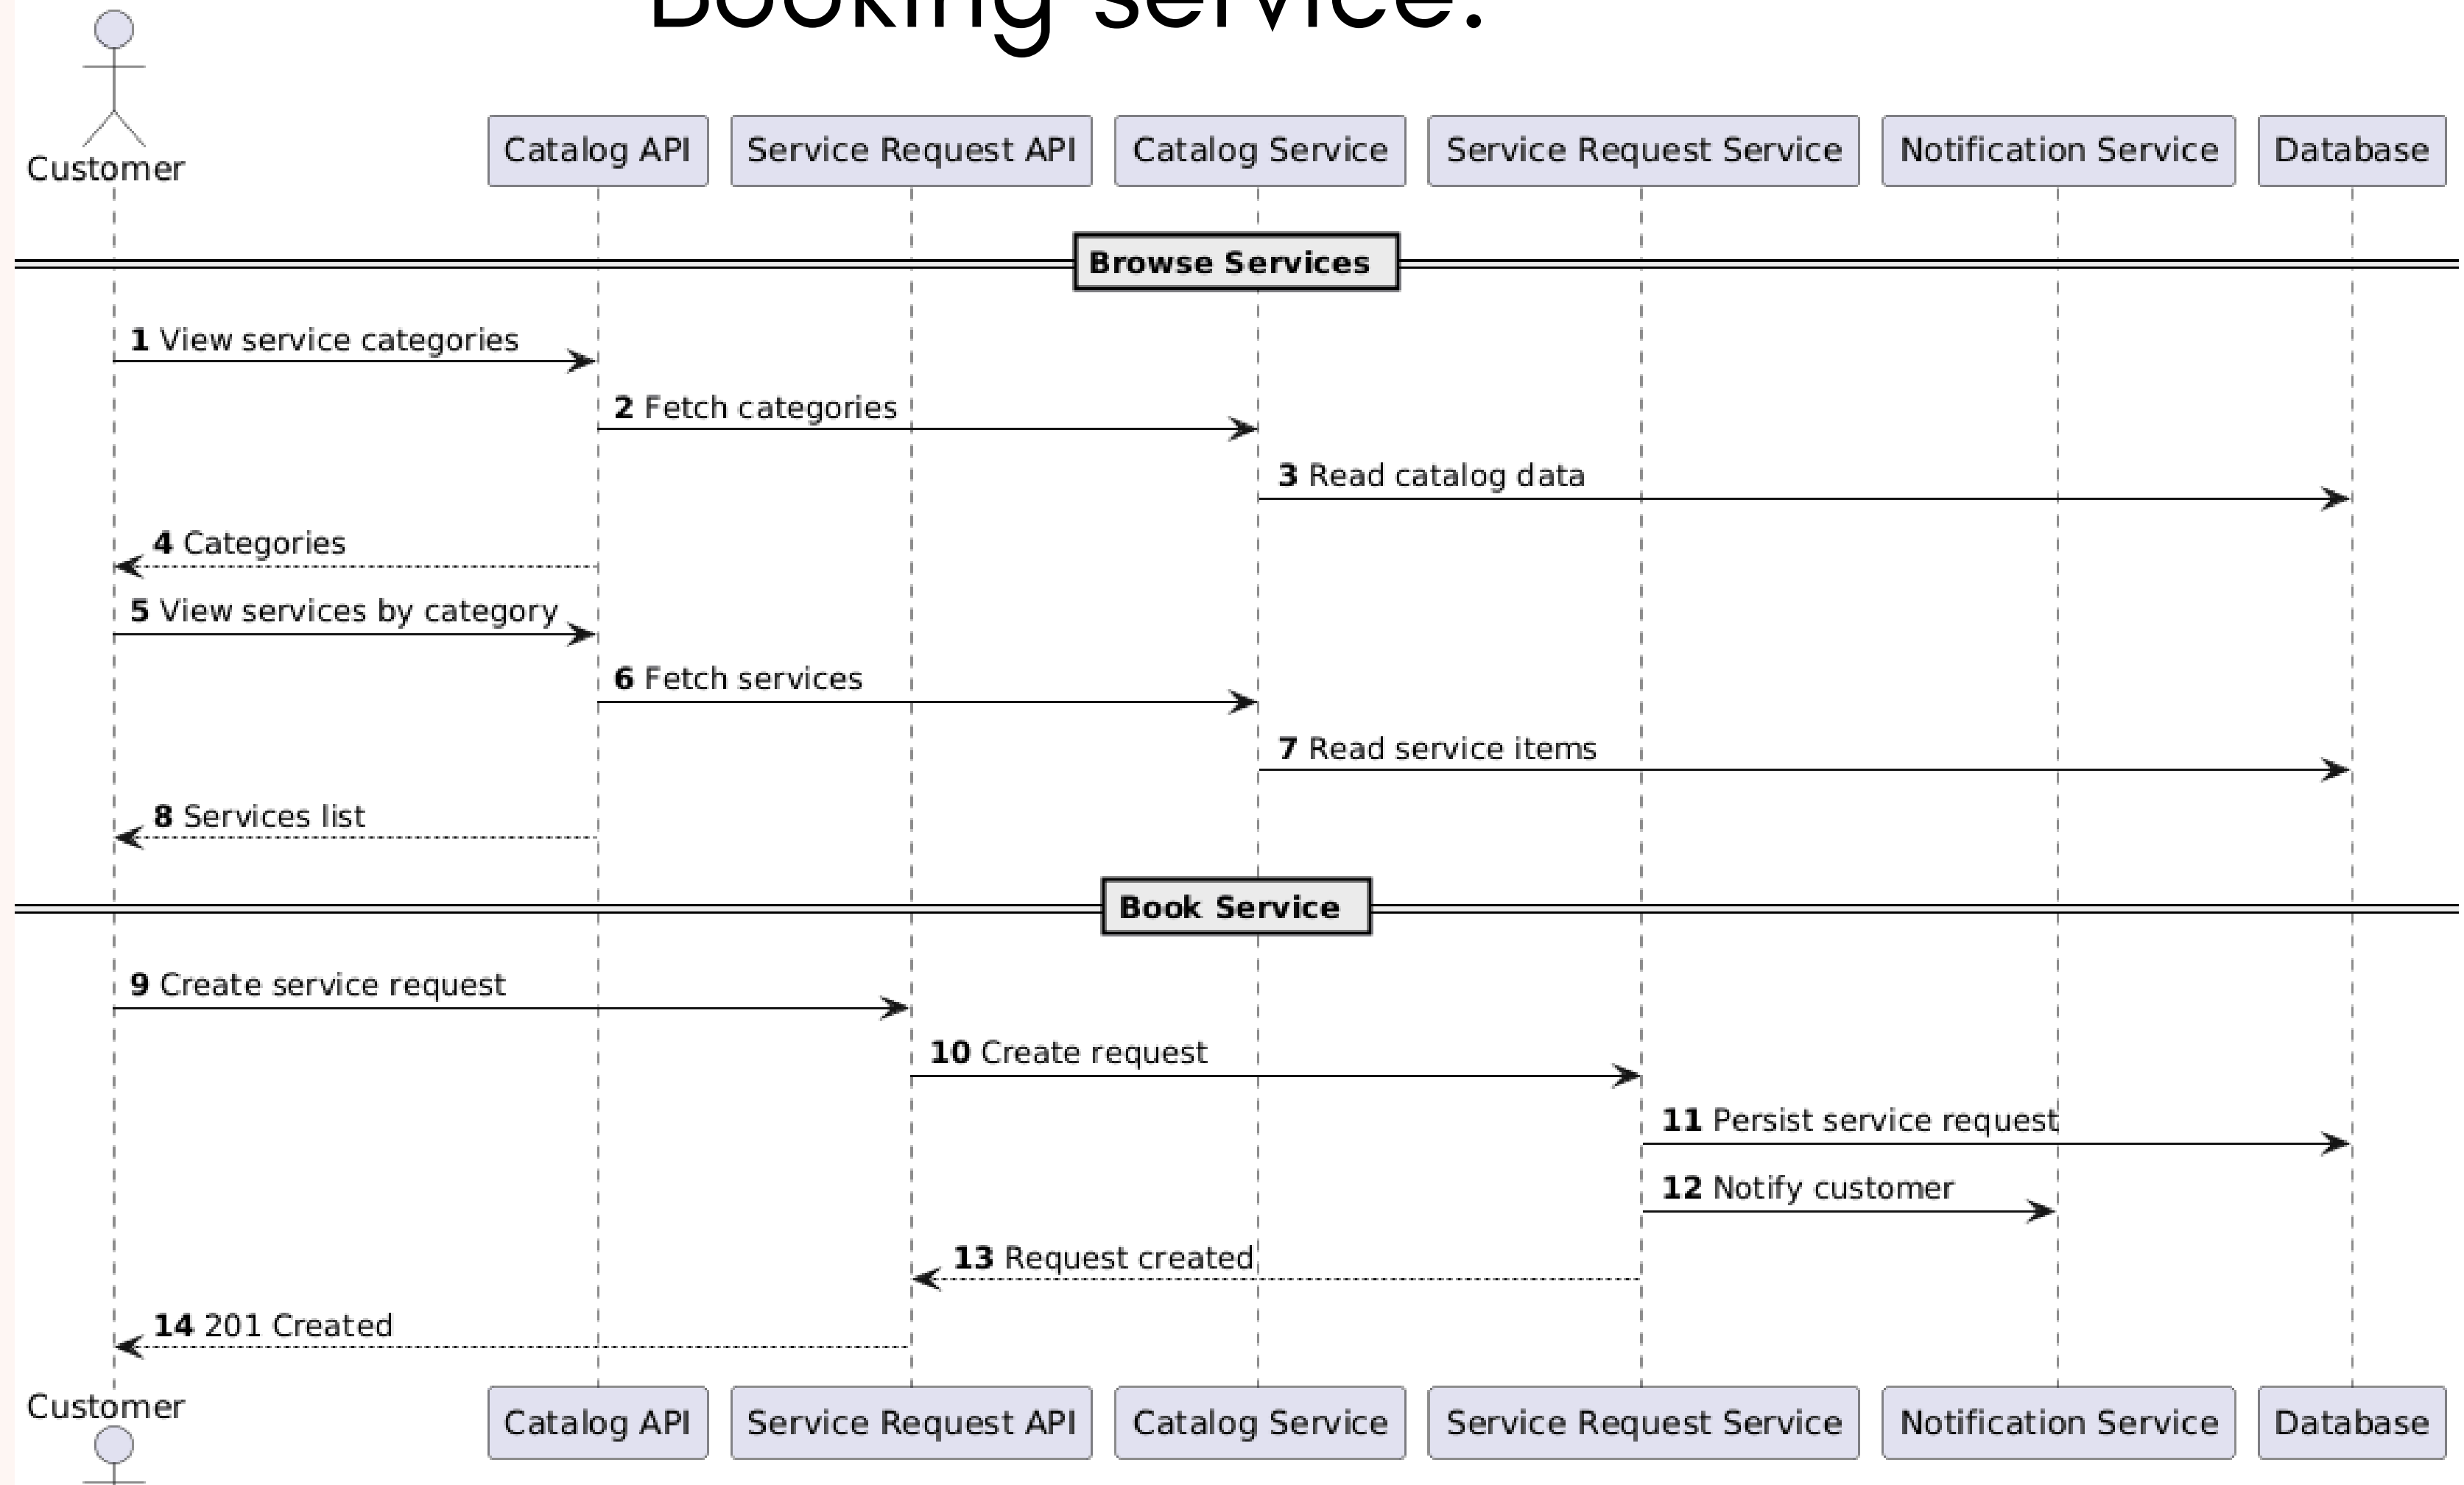 Booking service:
Customer
Catalog API
Service Request API
Catalog Service
Service Request Service
Notification Service
Database
Browse Services
1 View service categories
2 Fetch categories
3 Read catalog data
4 Categories
5 View services by category
6 Fetch services
7 Read service items
8 Services list
Book Service
9 Create service request
10 Create request
11 Persist service request
12 Notify customer
13 Request created
14 201 Created
Customer
Catalog API
Service Request API
Catalog Service
Service Request Service
Notification Service
Database